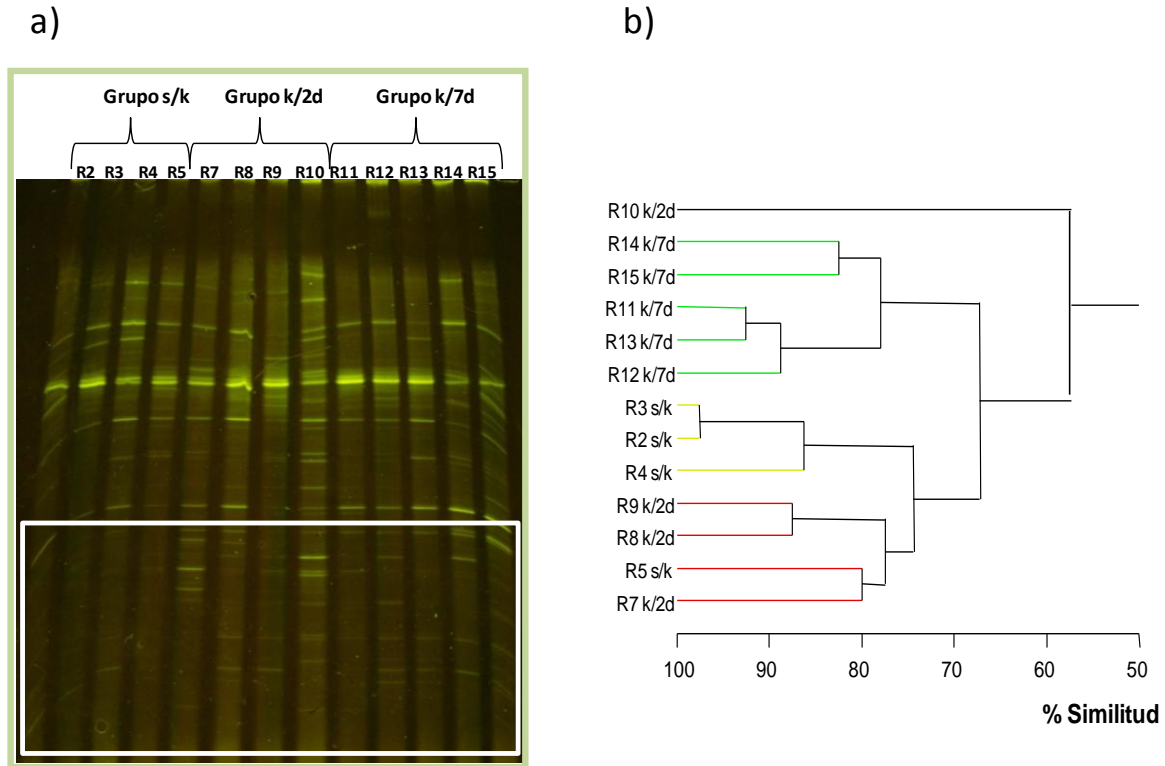 a)
b)
Grupo s/k Grupo k/2d Grupo k/7d
R2 R3 R4 R5 R7 R8 R9 R10 R11 R12 R13 R14 R15
R10 k/2d
R14 k/7d
R15 k/7d
R11 k/7d
R13 k/7d
R12 k/7d
R3 s/k
R2 s/k
R4 s/k
R9 k/2d
R8 k/2d
R5 s/k
R7 k/2d
100 90 80 70 60 50
% Similitud